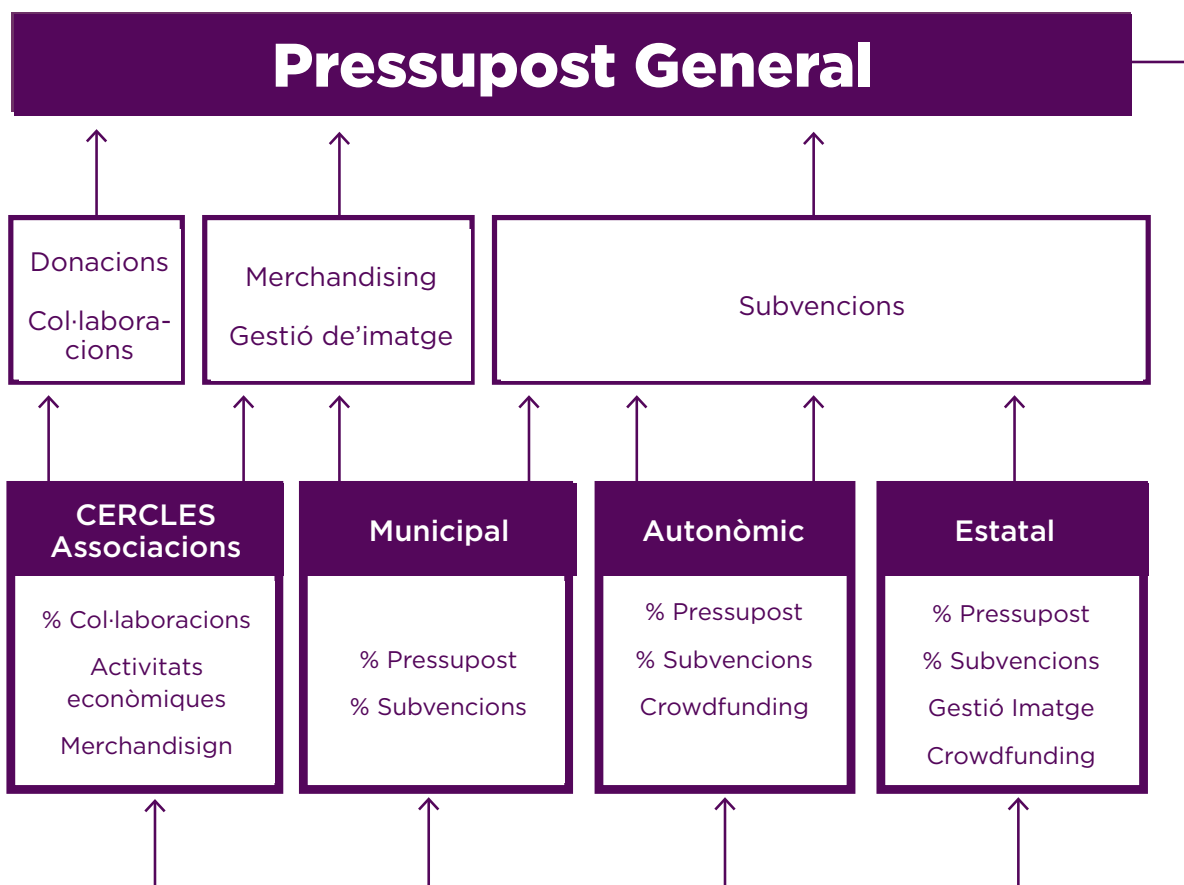 Pressupost General
Donacions
Col·labora-
cions
Merchandising
Gestió de’imatge
Subvencions
CERCLES
Associacions
% Col·laboracions
Activitats
econòmiques
Merchandisign
Municipal
% Pressupost
% Subvencions
Autonòmic
% Pressupost
% Subvencions
Crowdfunding
Estatal
% Pressupost
% Subvencions
Gestió Imatge
Crowdfunding